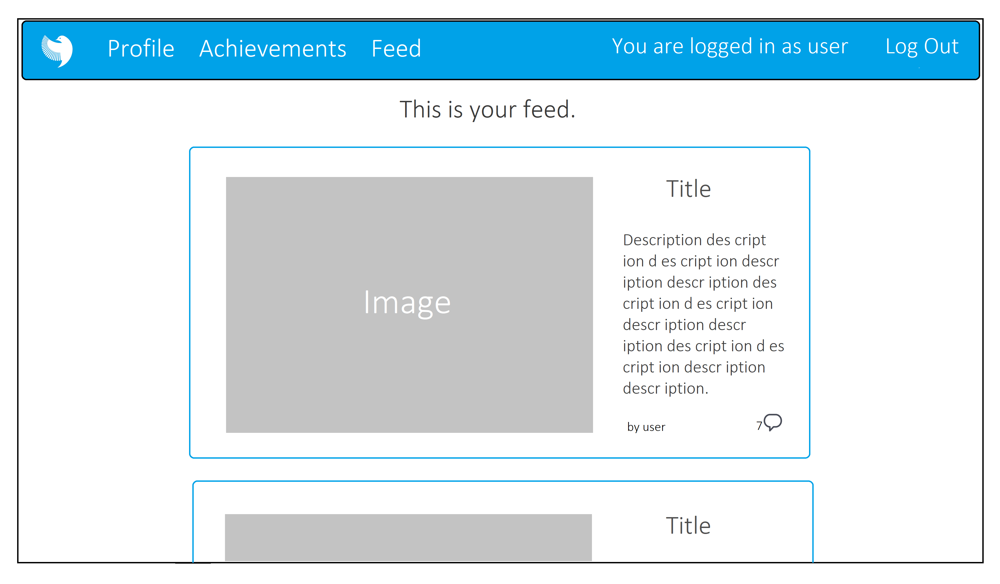 Profile Achievements Feed You are logged in as user Log Out
This is your feed.
Image
Title
Description des cript
ion d es cript ion descr
iption descr iption des
cript ion d es cript ion
descr iption descr
iption des cript ion d es
cript ion descr iption
descr iption.
by user 7
Title